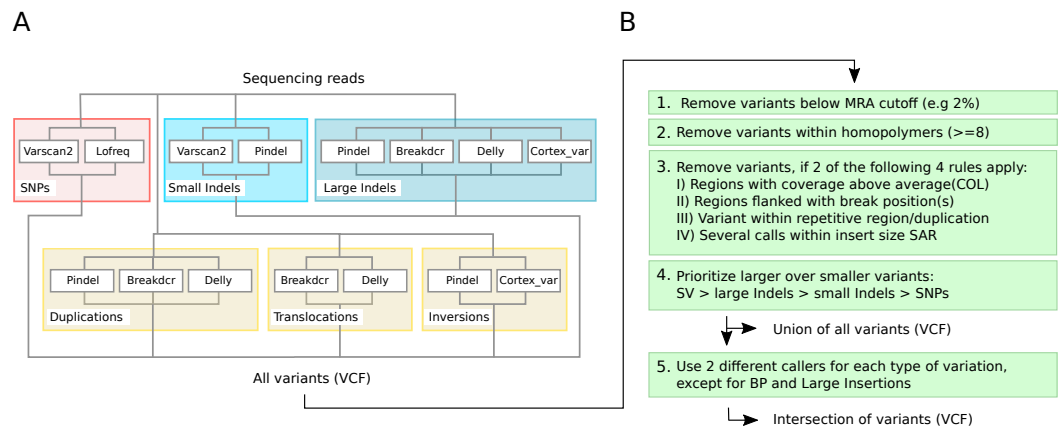 A
Sequencing reads
Varscan2 Lofreq
SNPs
Varscan2 Pindel
Small Indels
Pindel Breakdcr Delly Cortex_var
Large Indels
Pindel Breakdcr Delly
Duplications
Breakdcr Delly
Translocations
Pindel Cortex_var
Inversions
All variants (VCF)
B
1. Remove variants below MRA cutoff (e.g 2%)
2. Remove variants within homopolymers (>=8)
3. Remove variants, if 2 of the following 4 rules apply:
I) Regions with coverage above average(COL)
II) Regions flanked with break position(s)
III) Variant within repetitive region/duplication
IV) Several calls within insert size SAR
4. Prioritize larger over smaller variants:
SV > large Indels > small Indels > SNPs
Union of all variants (VCF)
5. Use 2 different callers for each type of variation,
except for BP and Large Insertions
Intersection of variants (VCF)